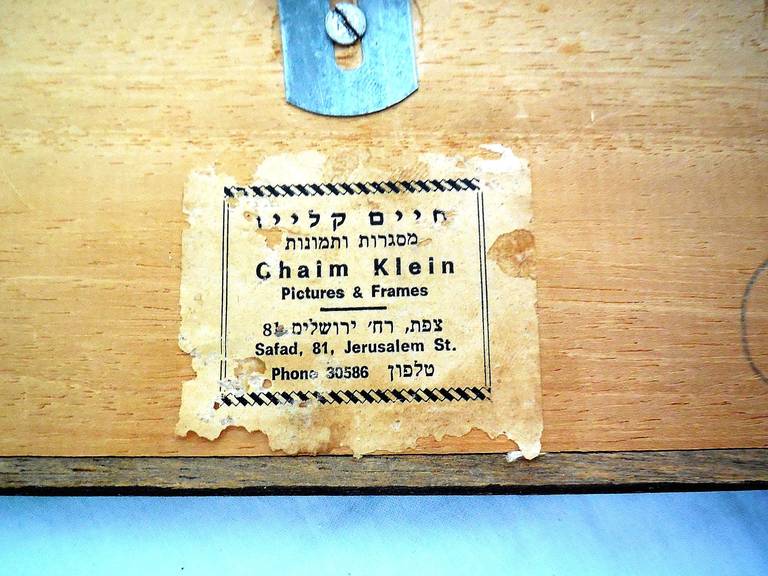 חיים קליין
מסגרות ותמונות
Chaim Klein
Pictures & Frames
צפת, רח׳ ירושלים 81
Safad, 81, Jerusalem St.
Phone 30586 טלפון